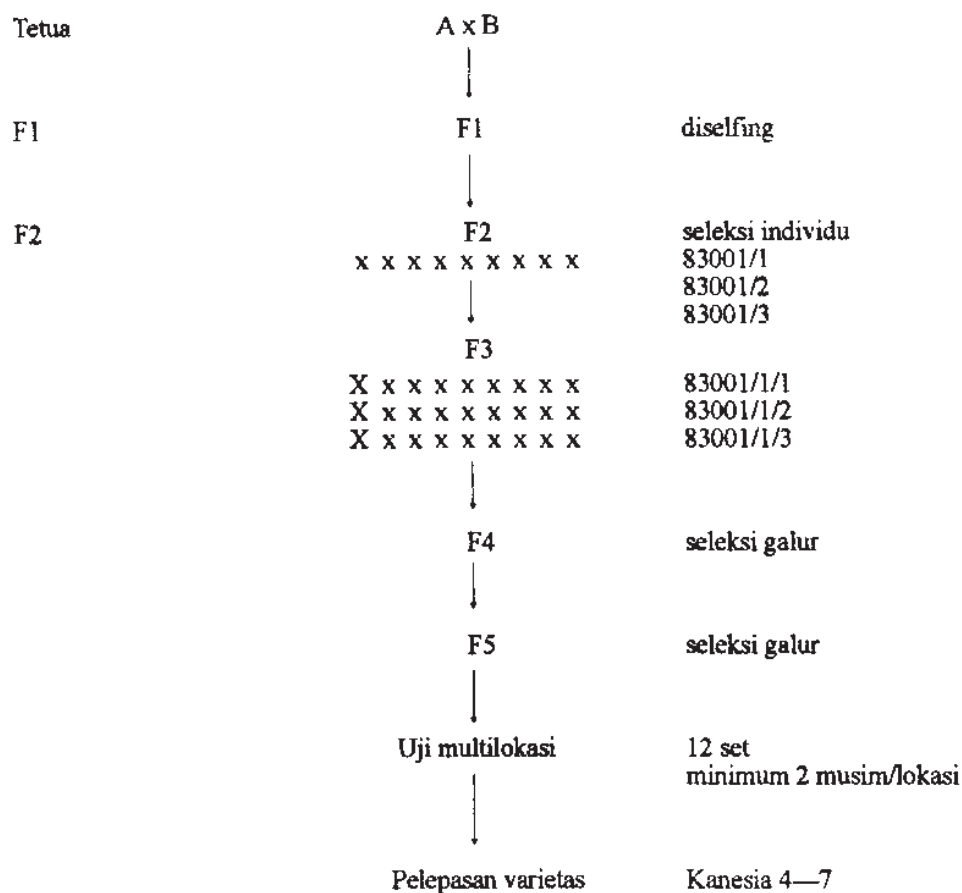 Tetua A x B
F1 F1 diselfing
F2 F2 seleksi individu
x x x x x x x x x 83001/1
83001/2
83001/3
F3
X x x x x x x x x 83001/1/1
X x x x x x x x x 83001/1/2
X x x x x x x x x 83001/1/3
F4 seleksi galur
F5 seleksi galur
Uji multilokasi 12 set
minimum 2 musim/lokasi
Pelepasan varietas Kanesia 4—7